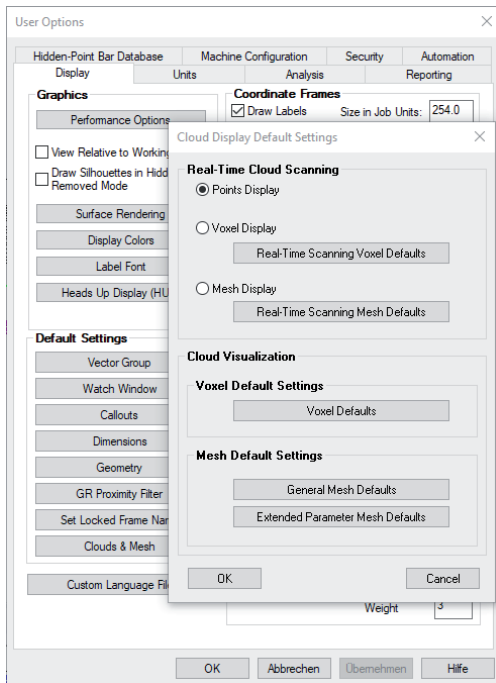 User Options
Hidden-Point Bar Database
Machine Configuration
Security
Automation
Display
Units
Analysis
Reporting
Graphics
Performance Options
View Relative to Working
Draw Silhouettes in Hidd
Removed Mode
Surface Rendering
Display Colors
Label Font
Heads Up Display (HU
Default Settings
Vector Group
Watch Window
Callouts
Dimensions
Geometry
GR Proximity Filter
Set Locked Frame Nam
Clouds & Mesh
Custom Language File
Coordinate Frames
Draw Labels
Size in Job Units:
254.0
Cloud Display Default Settings
Real-Time Cloud Scanning
Points Display
Voxel Display
Real-Time Scanning Voxel Defaults
Mesh Display
Real-Time Scanning Mesh Defaults
Cloud Visualization
Voxel Default Settings
Voxel Defaults
Mesh Default Settings
General Mesh Defaults
Extended Parameter Mesh Defaults
OK
Cancel
Weight
3
OK
Abbrechen
Übernehmen
Hilfe